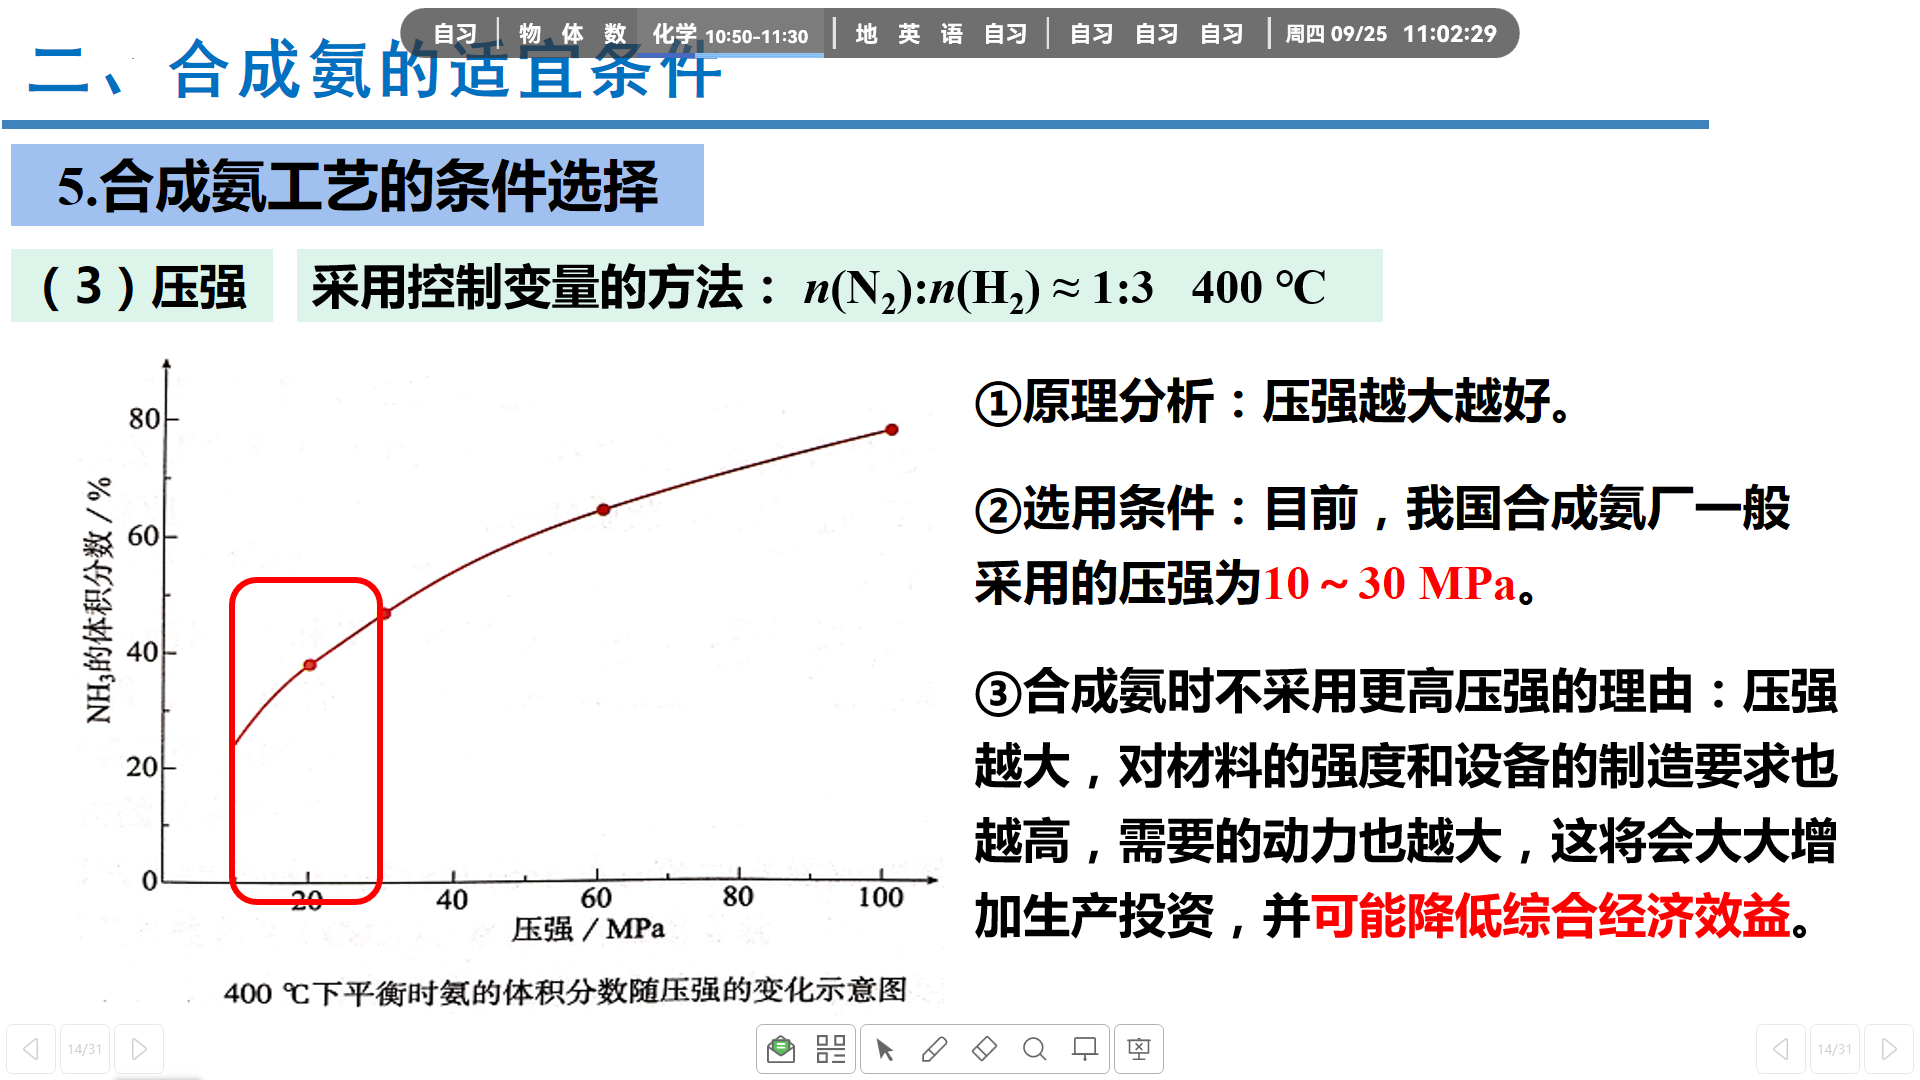 自习 物 体 数 化学 10:50-11:30 地 英 语 自习 自习 自习 自习 周四 09/25 11:02:29
二、合成氨的适宜条件
5.合成氨工艺的条件选择
（3）压强 采用控制变量的方法：n(N₂):n(H₂) ≈ 1:3 400 ℃
①原理分析：压强越大越好。
②选用条件：目前，我国合成氨厂一般
采用的压强为10～30 MPa。
③合成氨时不采用更高压强的理由：压强
越大，对材料的强度和设备的制造要求也
越高，需要的动力也越大，这将会大大增
加生产投资，并可能降低综合经济效益。
NH₃的体积分数/%
80
60
40
20
0
20 40 60 80 100
压强/MPa
400 ℃下平衡时氨的体积分数随压强的变化示意图
14/31
14/31